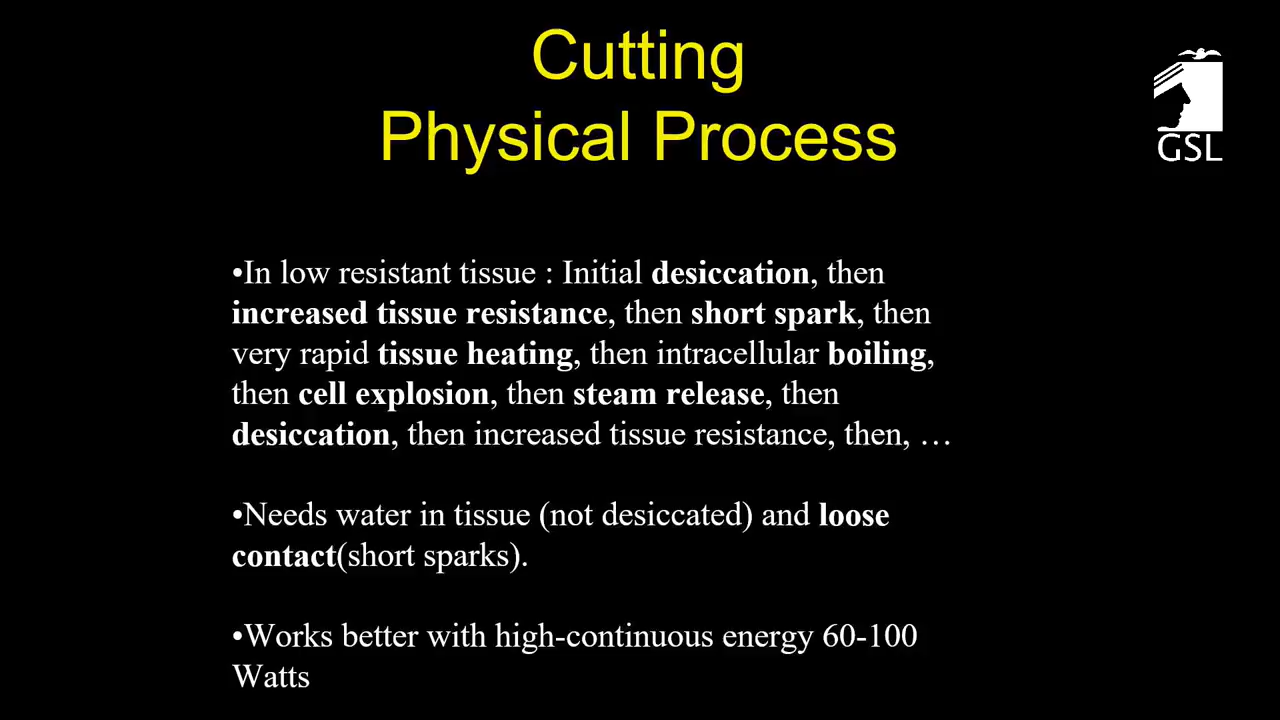 Cutting
Physical Process
GSL
•In low resistant tissue : Initial desiccation, then
increased tissue resistance, then short spark, then
very rapid tissue heating, then intracellular boiling,
then cell explosion, then steam release, then
desiccation, then increased tissue resistance, then, …
•Needs water in tissue (not desiccated) and loose
contact(short sparks).
•Works better with high-continuous energy 60-100
Watts